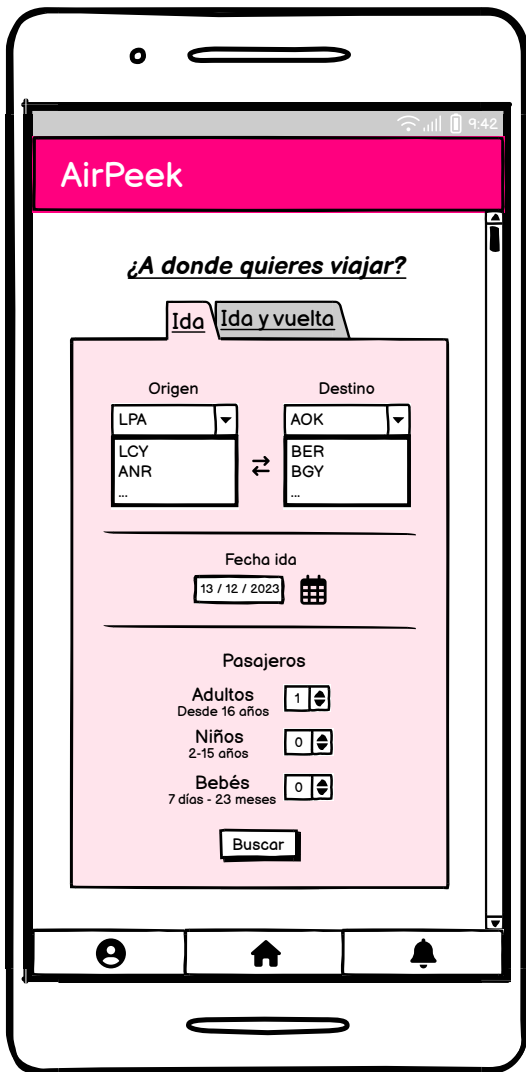 9:42
AirPeek
¿A donde quieres viajar?
Ida Ida y vuelta
Origen Destino
LPA AOK
LCY BER
ANR BGY
... ...
Fecha ida
13 / 12 / 2023
Pasajeros
Adultos 1
Desde 16 años
Niños 0
2-15 años
Bebés 0
7 días - 23 meses
Buscar